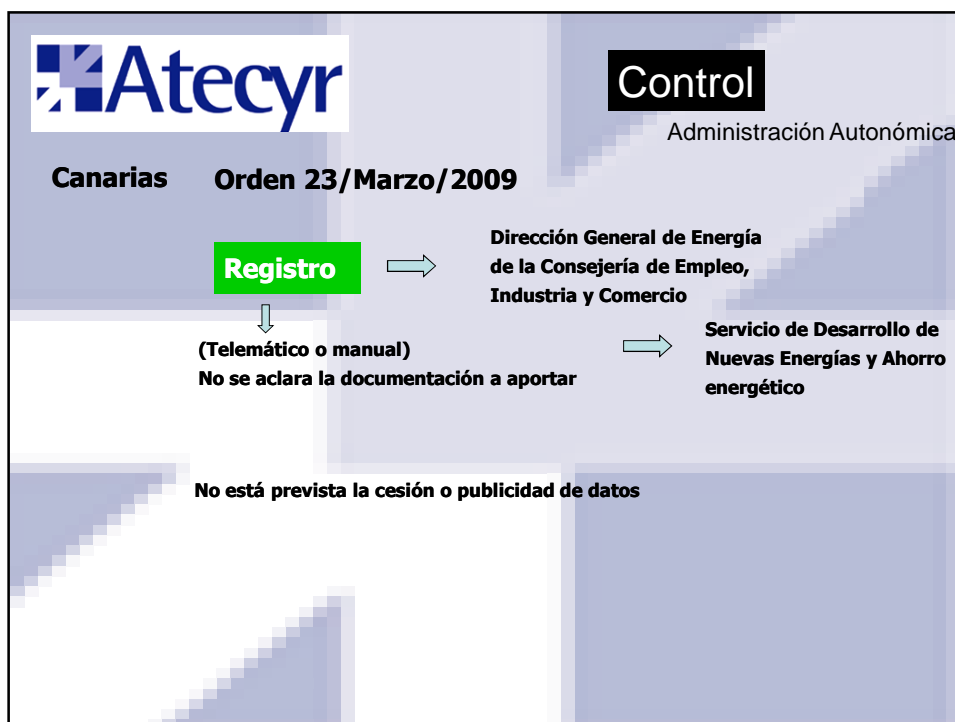 Atecyr
Control
Administración Autonómica
Canarias Orden 23/Marzo/2009
Registro
Dirección General de Energía
de la Consejería de Empleo,
Industria y Comercio
(Telemático o manual)
No se aclara la documentación a aportar
Servicio de Desarrollo de
Nuevas Energías y Ahorro
energético
No está prevista la cesión o publicidad de datos